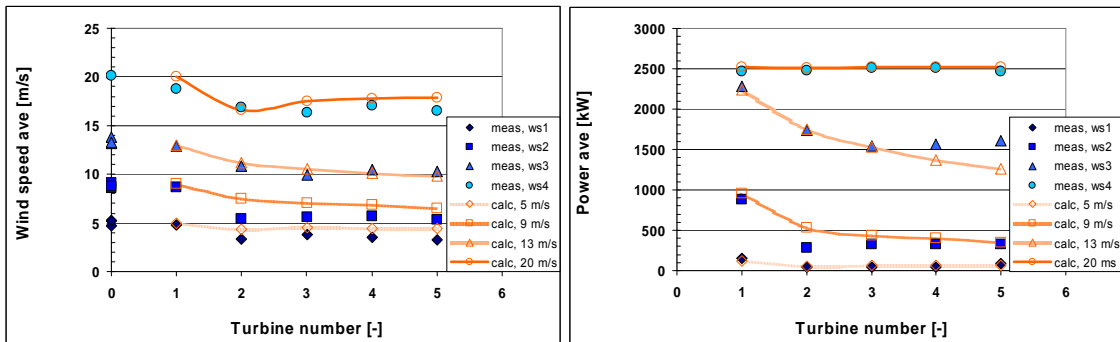 25
20
15
10
5
0
0 1 2 3 4 5 6
Wind speed ave [m/s]
Turbine number [-]
meas, ws1
meas, ws2
meas, ws3
meas, ws4
calc, 5 m/s
calc, 9 m/s
calc, 13 m/s
calc, 20 m/s
3000
2500
2000
1500
1000
500
0
0 1 2 3 4 5 6
Power ave [kW]
Turbine number [-]
meas, ws1
meas, ws2
meas, ws3
meas, ws4
calc, 5 m/s
calc, 9 m/s
calc, 13 m/s
calc, 20 ms